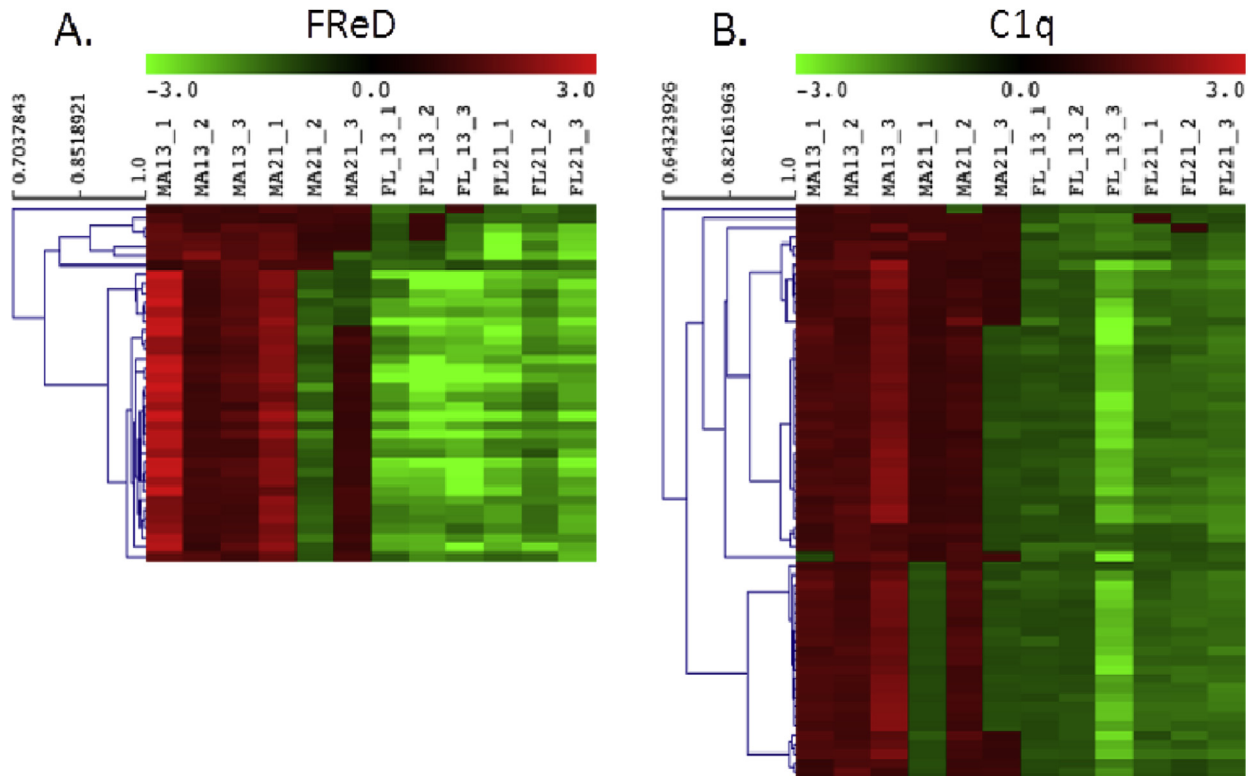 A. FReD
-3.0 0.0 3.0
0.7037843
0.8518921
1.0
MA13_1
MA13_2
MA13_3
MA21_1
MA21_2
MA21_3
FL_13_1
FL_13_2
FL_13_3
FL21_1
FL21_2
FL21_3
B. C1q
-3.0 0.0 3.0
0.64323926
0.82161963
1.0
MA13_1
MA13_2
MA13_3
MA21_1
MA21_2
MA21_3
FL_13_1
FL_13_2
FL_13_3
FL21_1
FL21_2
FL21_3